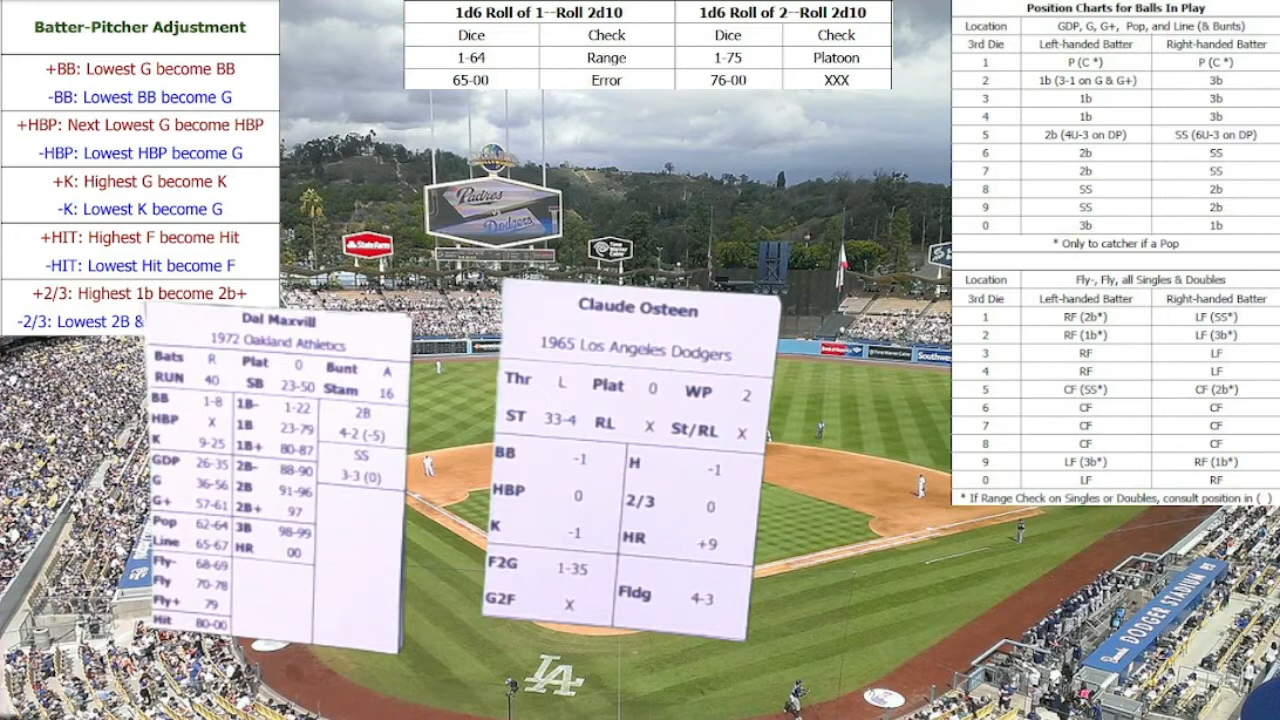 Batter-Pitcher Adjustment
+BB: Lowest G become BB
-BB: Lowest BB become G
+HBP: Next Lowest G become HBP
-HBP: Lowest HBP become G
+K: Highest G become K
-K: Lowest K become G
+HIT: Highest F become Hit
-HIT: Lowest Hit become F
+2/3: Highest 1b become 2b+
-2/3: Lowest 2B &
1d6 Roll of 1--Roll 2d10 1d6 Roll of 2--Roll 2d10
Dice Check Dice Check
1-64 Range 1-75 Platoon
65-00 Error 76-00 XXX
Position Charts for Balls In Play
Location GDP, G, G+, Pop, and Line (& Bunts)
3rd Die Left-handed Batter Right-handed Batter
1 P (C *) P (C *)
2 1b (3-1 on G & G+) 3b
3 1b 3b
4 1b 3b
5 2b (4U-3 on DP) SS (6U-3 on DP)
6 2b SS
7 2b SS
8 SS 2b
9 SS 2b
0 3b 1b
* Only to catcher if a Pop
Location Fly-, Fly, all Singles & Doubles
3rd Die Left-handed Batter Right-handed Batter
1 RF (2b*) LF (SS*)
2 RF (1b*) LF (3b*)
3 RF LF
4 RF LF
5 CF (SS*) CF (2b*)
6 CF CF
7 CF CF
8 CF CF
9 LF (3b*) RF (1b*)
0 LF RF
* If Range Check on Singles or Doubles, consult position in ( )
Padres
Dodgers
State Farm
Time Warner Cable
Southwes
Dal Maxvill
1972 Oakland Athletics
Bats R Plat 0 Bunt A
RUN 40 SB 23-50 Stam 16
BB 1-8 1B- 1-22 2B
HBP X 1B 23-79 4-2 (-5)
K 9-25 1B+ 80-87 SS
GDP 26-35 2B- 88-90 3-3 (0)
G 36-56 2B 91-96
G+ 57-61 2B+ 97
Pop 62-64 3B 98-99
Line 65-67 HR 00
Fly- 68-69
Fly 70-78
Fly+ 79
Hit 80-00
Claude Osteen
1965 Los Angeles Dodgers
Thr L Plat 0 WP 2
ST 33-4 RL X St/RL X
BB -1 H -1
HBP 0 2/3 0
K -1 HR +9
F2G 1-35 Fldg 4-3
G2F X
DODGER STADIUM
LA